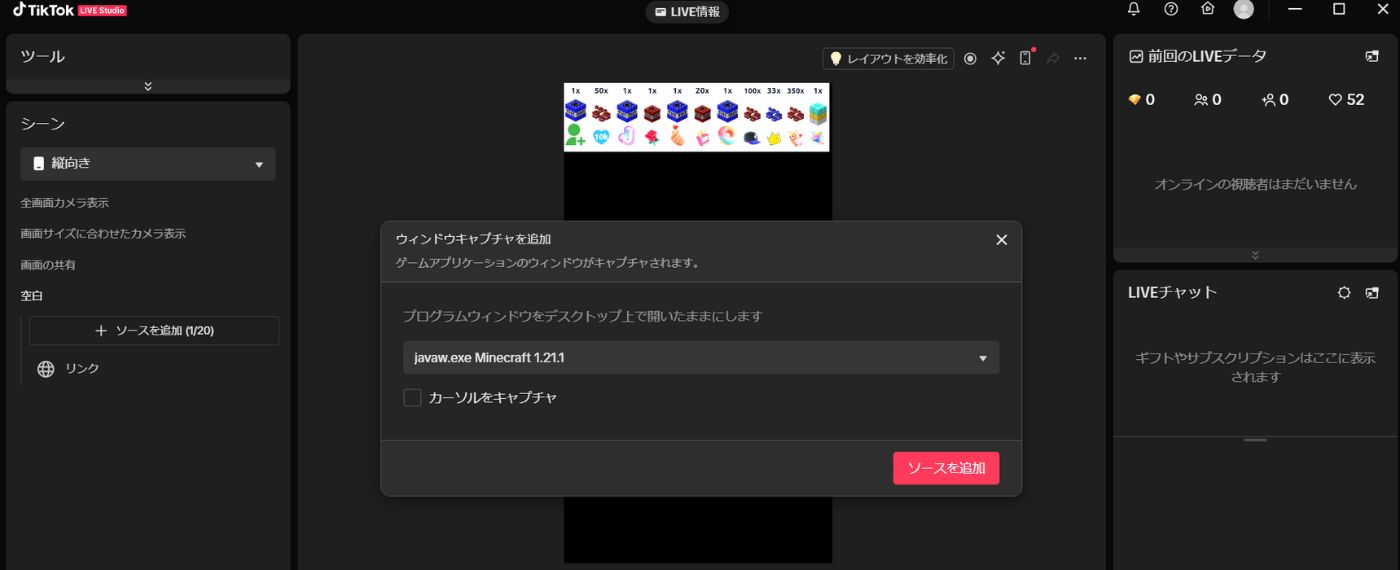 TikTok LIVE Studio
LIVE情報
ツール
シーン
縦向き
全画面カメラ表示
画面サイズに合わせたカメラ表示
画面の共有
空白
+ ソースを追加 (1/20)
リンク
レイアウトを効率化
1x 50x 1x 1x 1x 20x 1x 100x 33x 350x 1x
10k
ウィンドウキャプチャを追加
ゲームアプリケーションのウィンドウがキャプチャされます。
プログラムウィンドウをデスクトップ上で開いたままにします
javaw.exe Minecraft 1.21.1
カーソルをキャプチャ
ソースを追加
前回のLIVEデータ
0 0 0 52
オンラインの視聴者はまだいません
LIVEチャット
ギフトやサブスクリプションはここに表示
されます